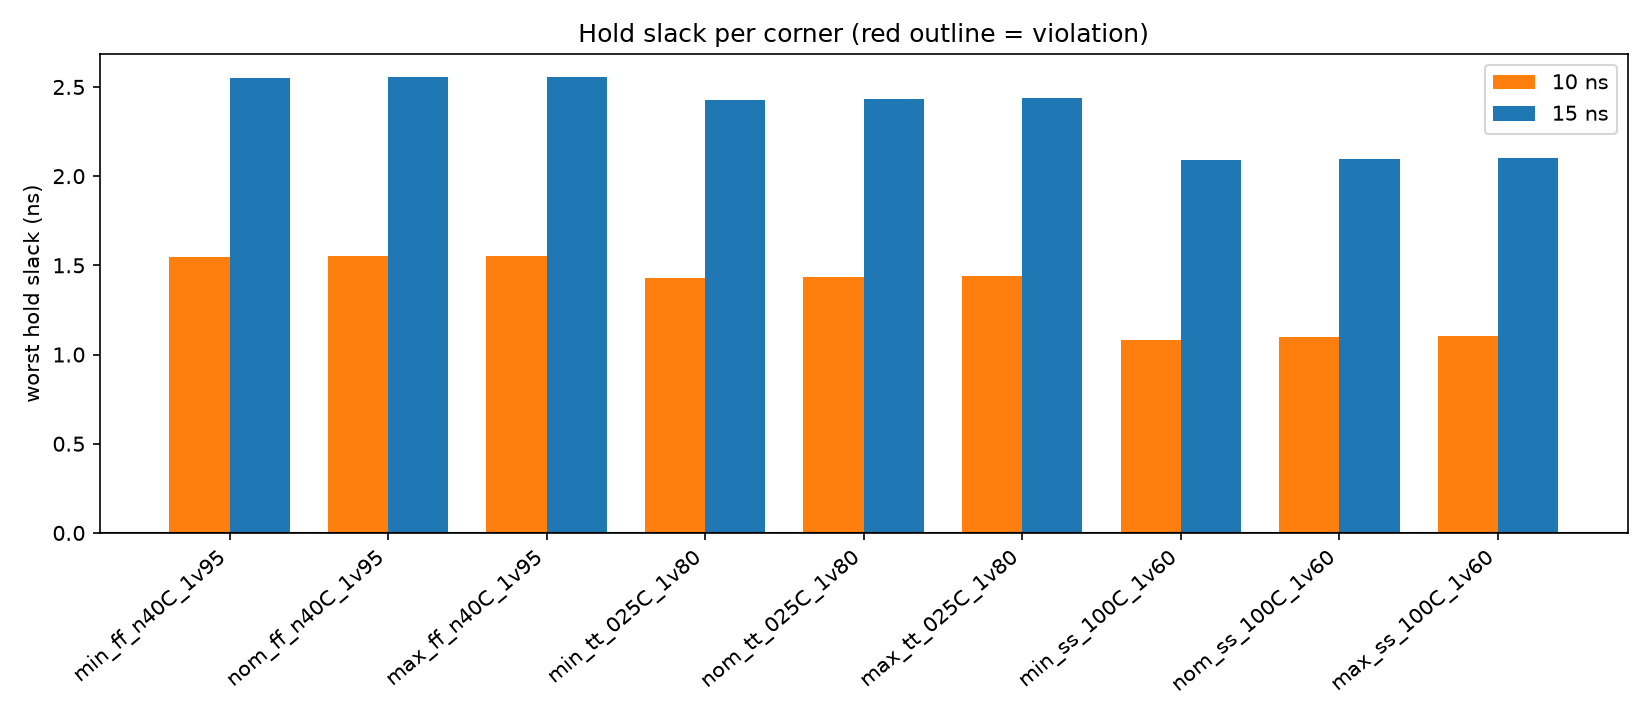 Hold slack per corner (red outline = violation)
10 ns
15 ns
worst hold slack (ns)
2.5
2.0
1.5
1.0
0.5
0.0
min_ff_n40C_1v95
nom_ff_n40C_1v95
max_ff_n40C_1v95
min_tt_025C_1v80
nom_tt_025C_1v80
max_tt_025C_1v80
min_ss_100C_1v60
nom_ss_100C_1v60
max_ss_100C_1v60